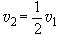 v₂ = 1/2 v₁